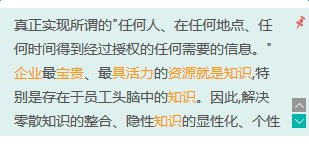 真正实现所谓的"任何人、在任何地点、任
何时间得到经过授权的任何需要的信息。"
企业最宝贵、最具活力的资源就是知识,特
别是存在于员工头脑中的知识。因此,解决
零散知识的整合、隐性知识的显性化、个性